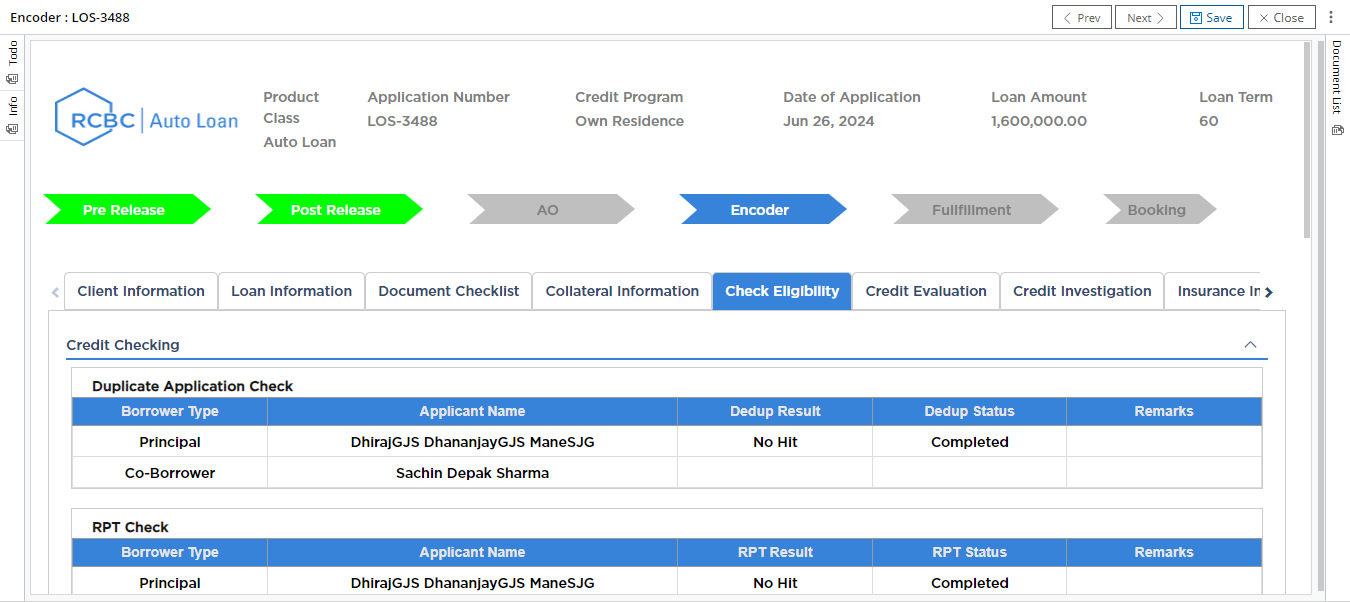 Encoder : LOS-3488
Prev
Next
Save
Close
Todo
Info
Document List
RCBC | Auto Loan
Product Class
Auto Loan
Application Number
LOS-3488
Credit Program
Own Residence
Date of Application
Jun 26, 2024
Loan Amount
1,600,000.00
Loan Term
60
Pre Release
Post Release
AO
Encoder
Fullfillment
Booking
Client Information
Loan Information
Document Checklist
Collateral Information
Check Eligibility
Credit Evaluation
Credit Investigation
Insurance In
Credit Checking
Duplicate Application Check
Borrower Type Applicant Name Dedup Result Dedup Status Remarks
Principal DhirajGJS DhananjayGJS ManeSJG No Hit Completed
Co-Borrower Sachin Depak Sharma
RPT Check
Borrower Type Applicant Name RPT Result RPT Status Remarks
Principal DhirajGJS DhananjayGJS ManeSJG No Hit Completed